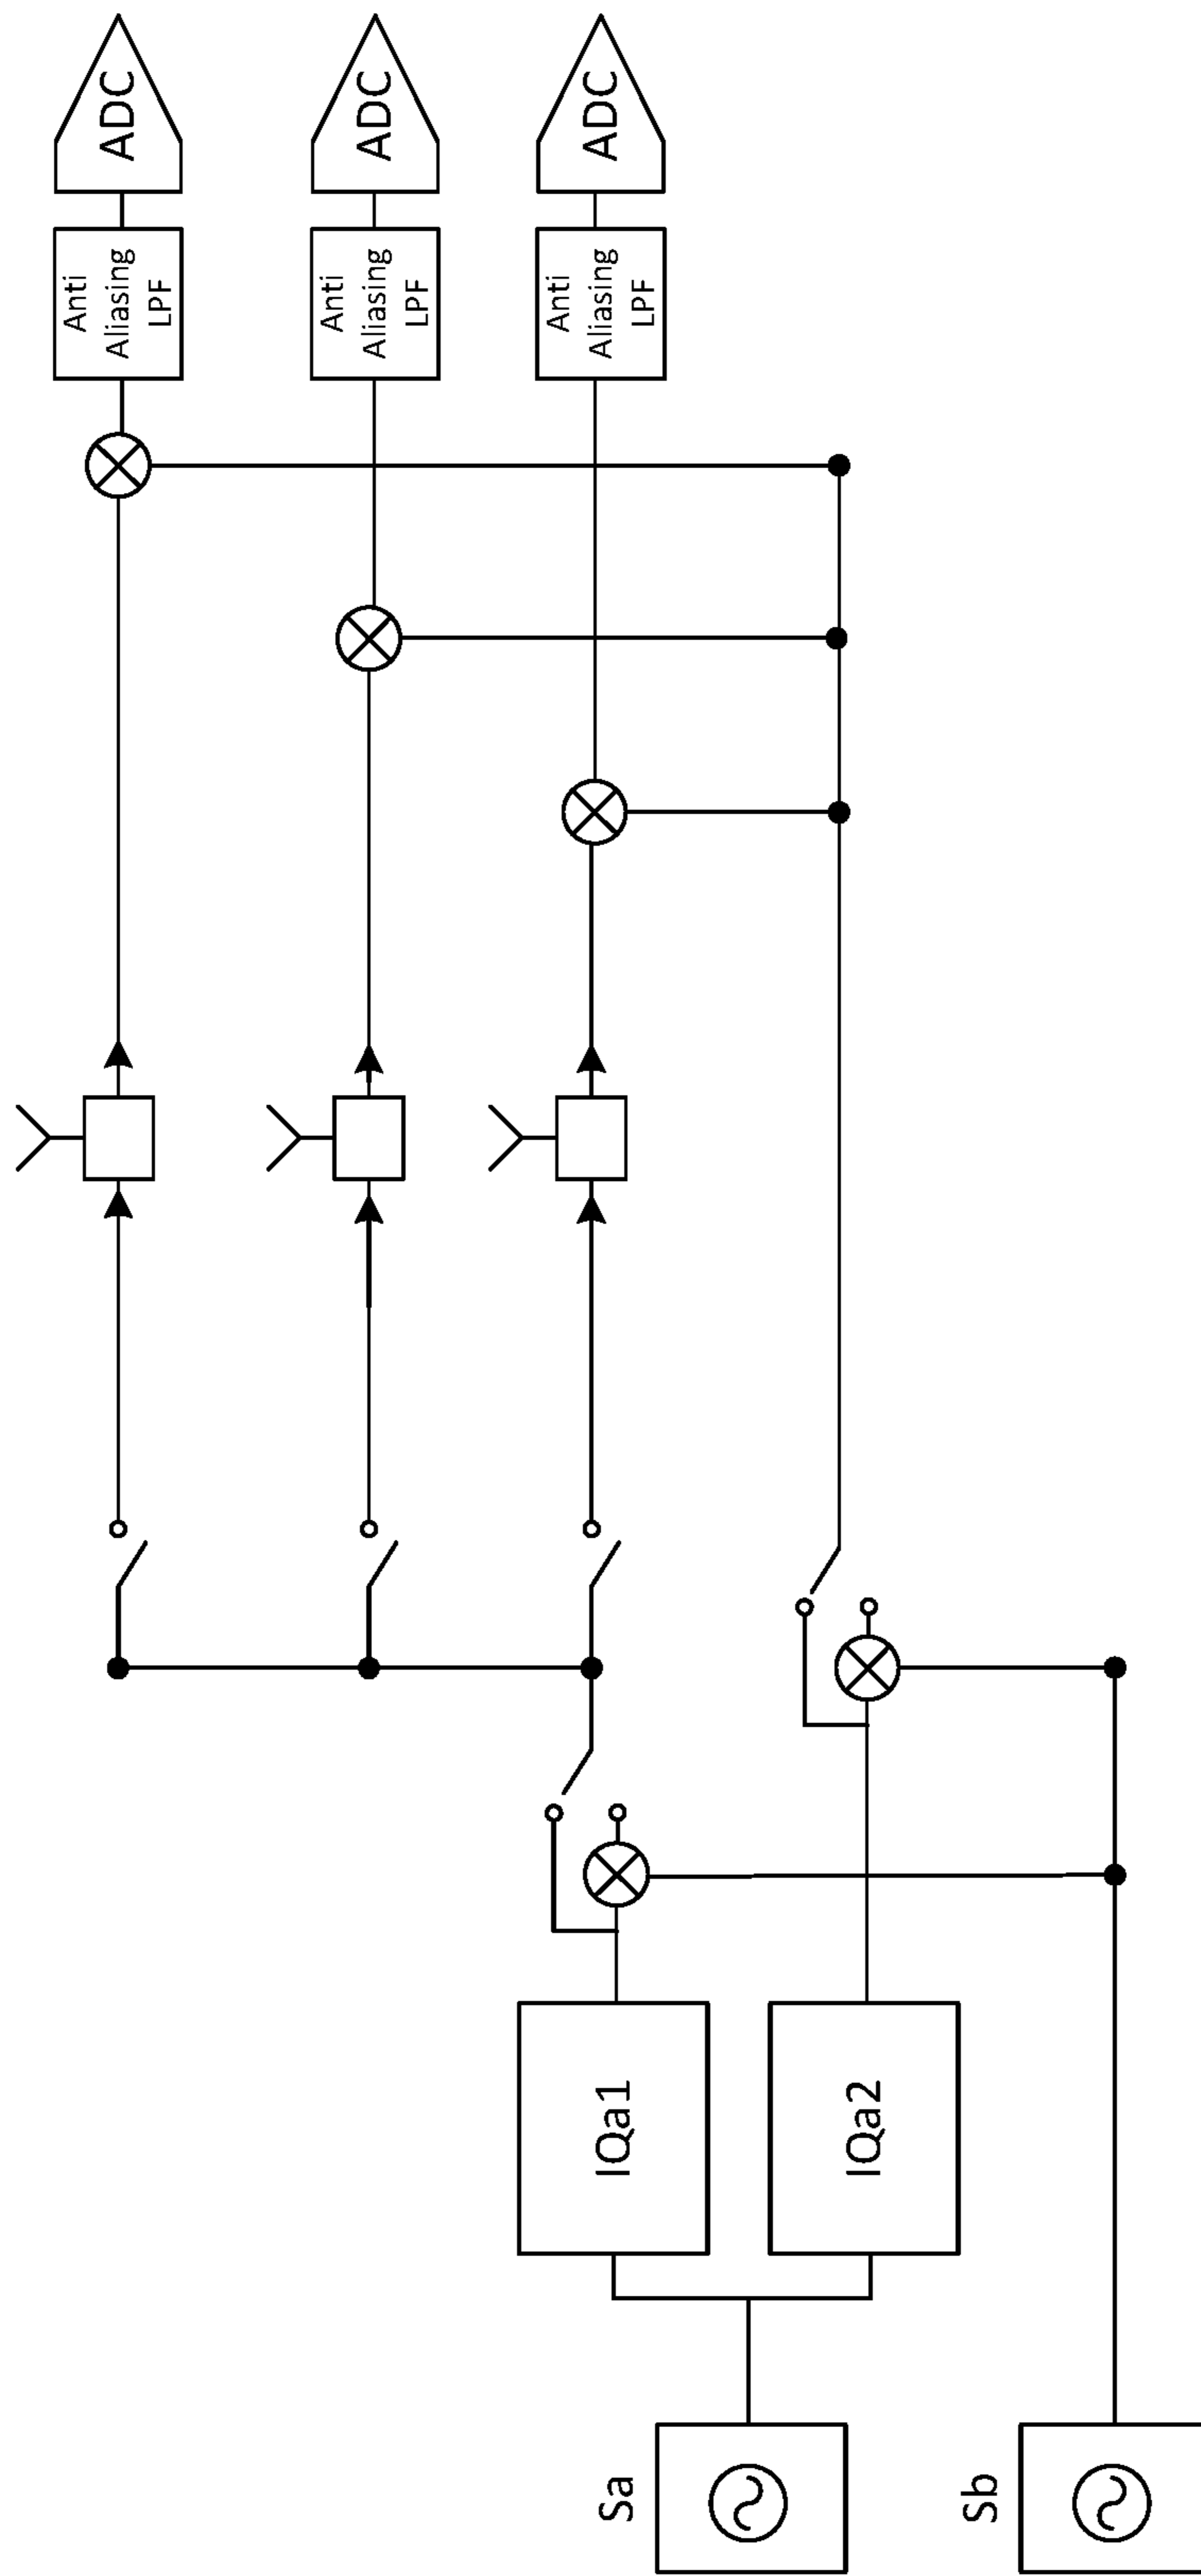 ADC
ADC
ADC
Anti
Aliasing
LPF
Anti
Aliasing
LPF
Anti
Aliasing
LPF
IQa1
IQa2
Sa
Sb